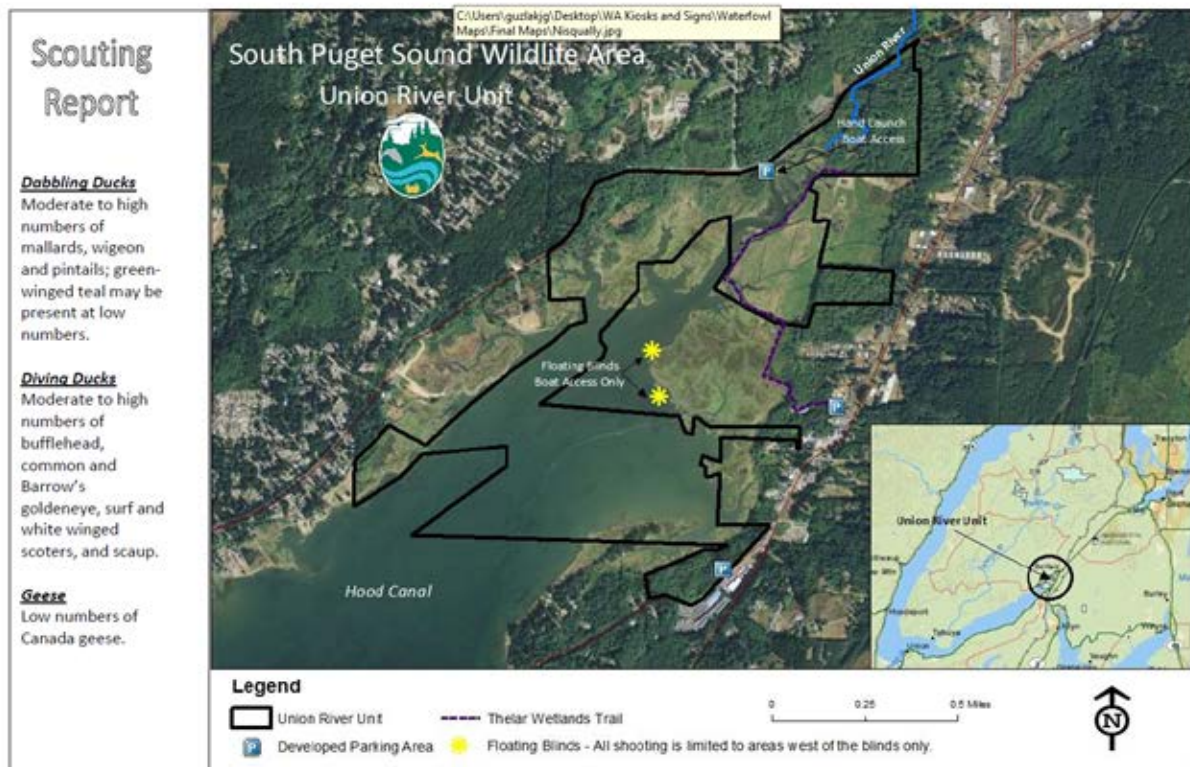 Scouting
Report
Dabbling Ducks
Moderate to high
numbers of
mallards, wigeon
and pintails; green-
winged teal may be
present at low
numbers.
Diving Ducks
Moderate to high
numbers of
bufflehead,
common and
Barrow's
goldeneye, surf and
white winged
scoters, and scaup.
Geese
Low numbers of
Canada geese.
C:\Users\guzlakjg\Desktop\WA Kiosks and Signs\Waterfowl
Maps\Final Maps\Nisqually.jpg
South Puget Sound Wildlife Area
Union River Unit
Union River
Hand Launch
Boat Access
P
Floating Blinds
Boat Access Only
P
P
Hood Canal
Union River Unit
Tahuya
Union
Allyn
Vaughn
Burley
Legend
Union River Unit
Thelar Wetlands Trail
0 0.25 0.5 Miles
P Developed Parking Area
Floating Blinds - All shooting is limited to areas west of the blinds only.
N